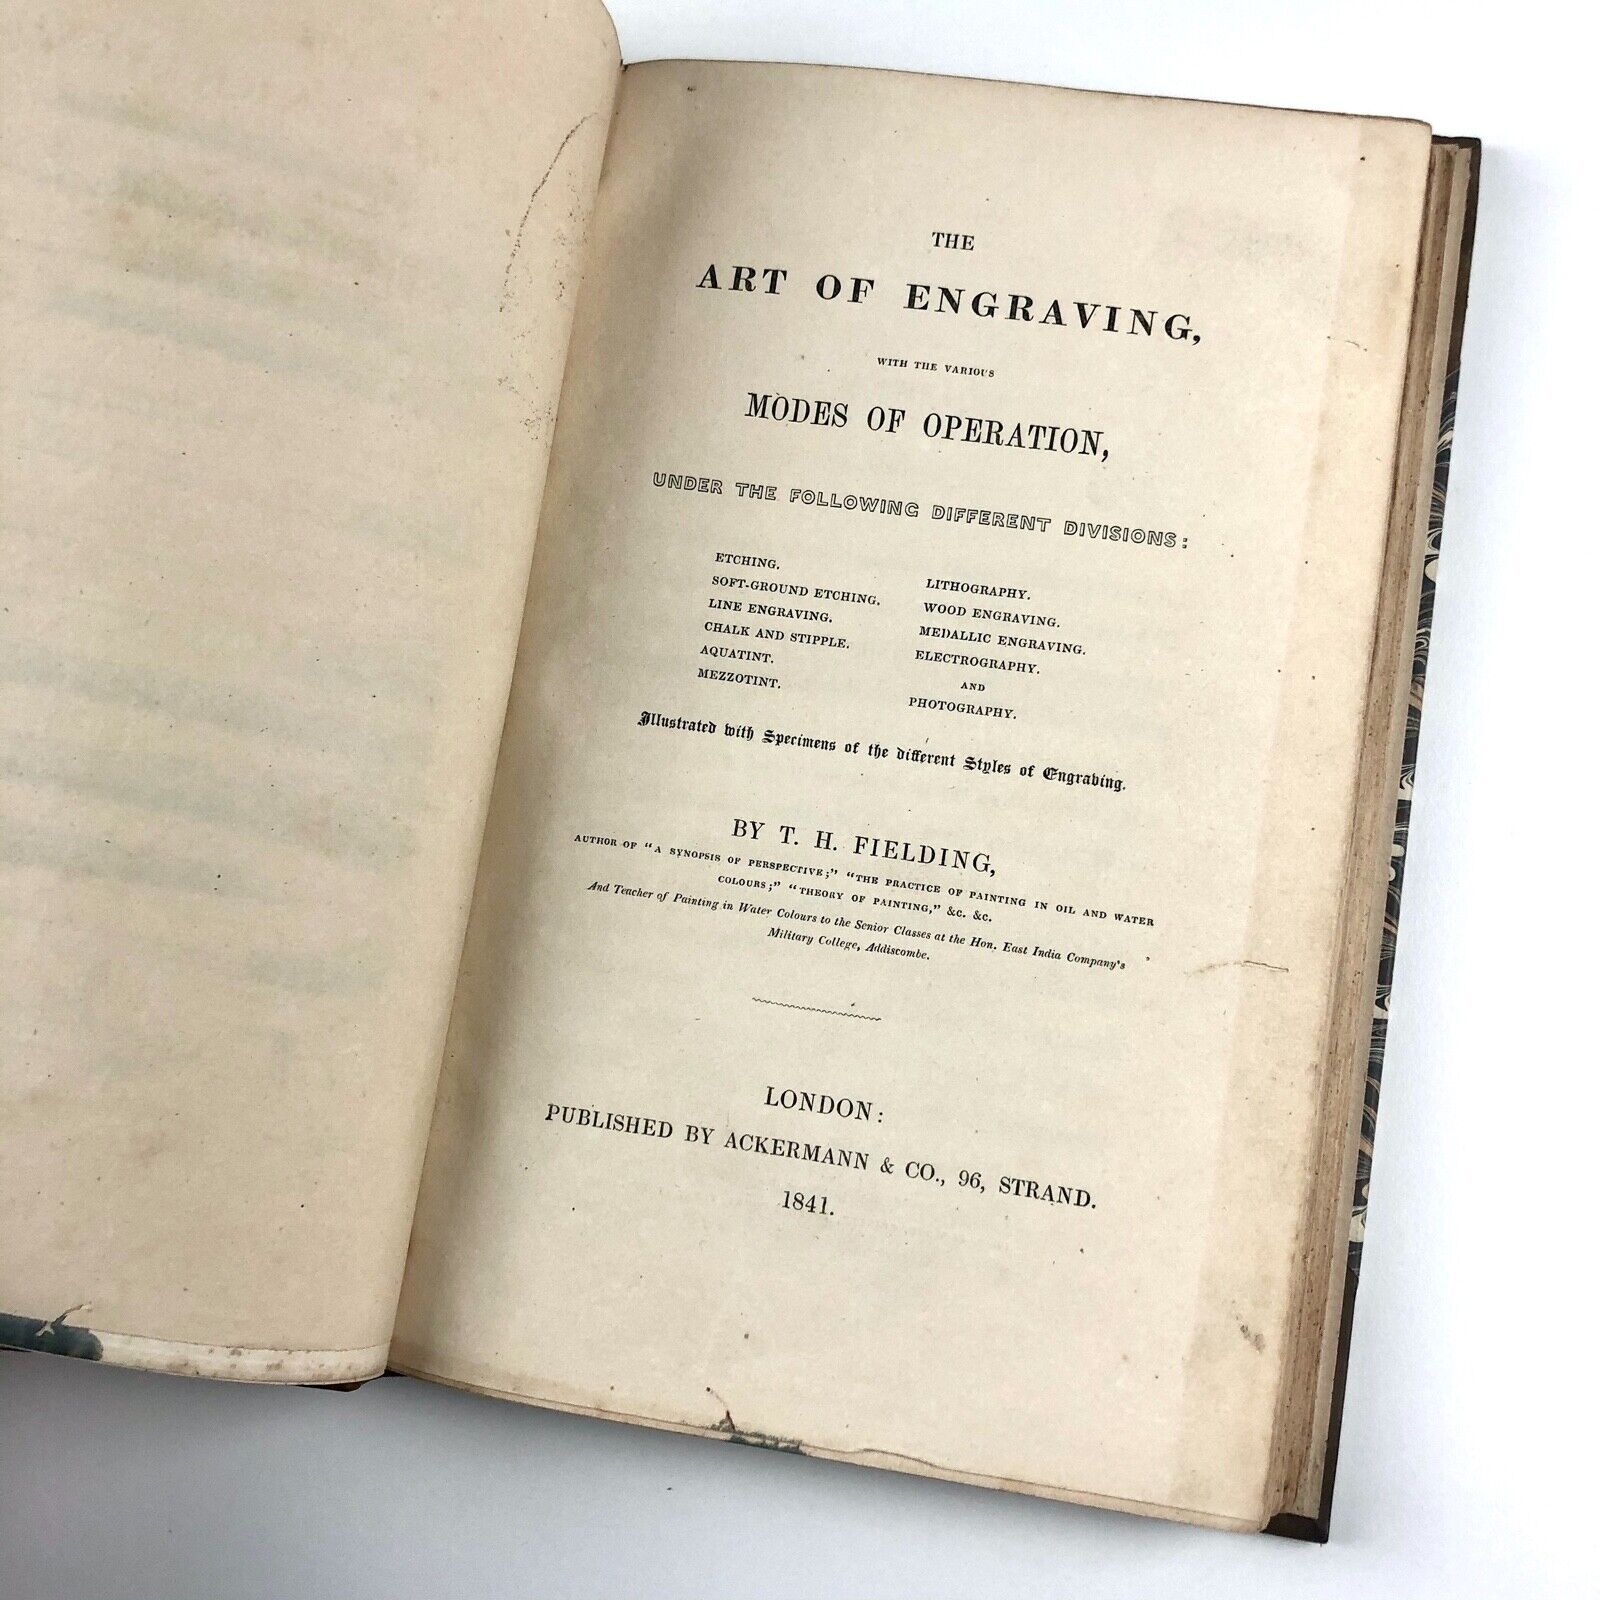 THE
ART OF ENGRAVING,
WITH THE VARIOUS
MODES OF OPERATION,
UNDER THE FOLLOWING DIFFERENT DIVISIONS:
ETCHING.
SOFT-GROUND ETCHING.
LINE ENGRAVING.
CHALK AND STIPPLE.
AQUATINT.
MEZZOTINT.
LITHOGRAPHY.
WOOD ENGRAVING.
MEDALLIC ENGRAVING.
ELECTROGRAPHY.
AND
PHOTOGRAPHY.
Illustrated with Specimens of the different Styles of Engraving.
BY T. H. FIELDING,
AUTHOR OF "A SYNOPSIS OF PERSPECTIVE;" "THE PRACTICE OF PAINTING IN OIL AND WATER
COLOURS;" "THEORY OF PAINTING," &c. &c.
And Teacher of Painting in Water Colours to the Senior Classes at the Hon. East India Company's
Military College, Addiscombe.
LONDON:
PUBLISHED BY ACKERMANN & CO., 96, STRAND.
1841.